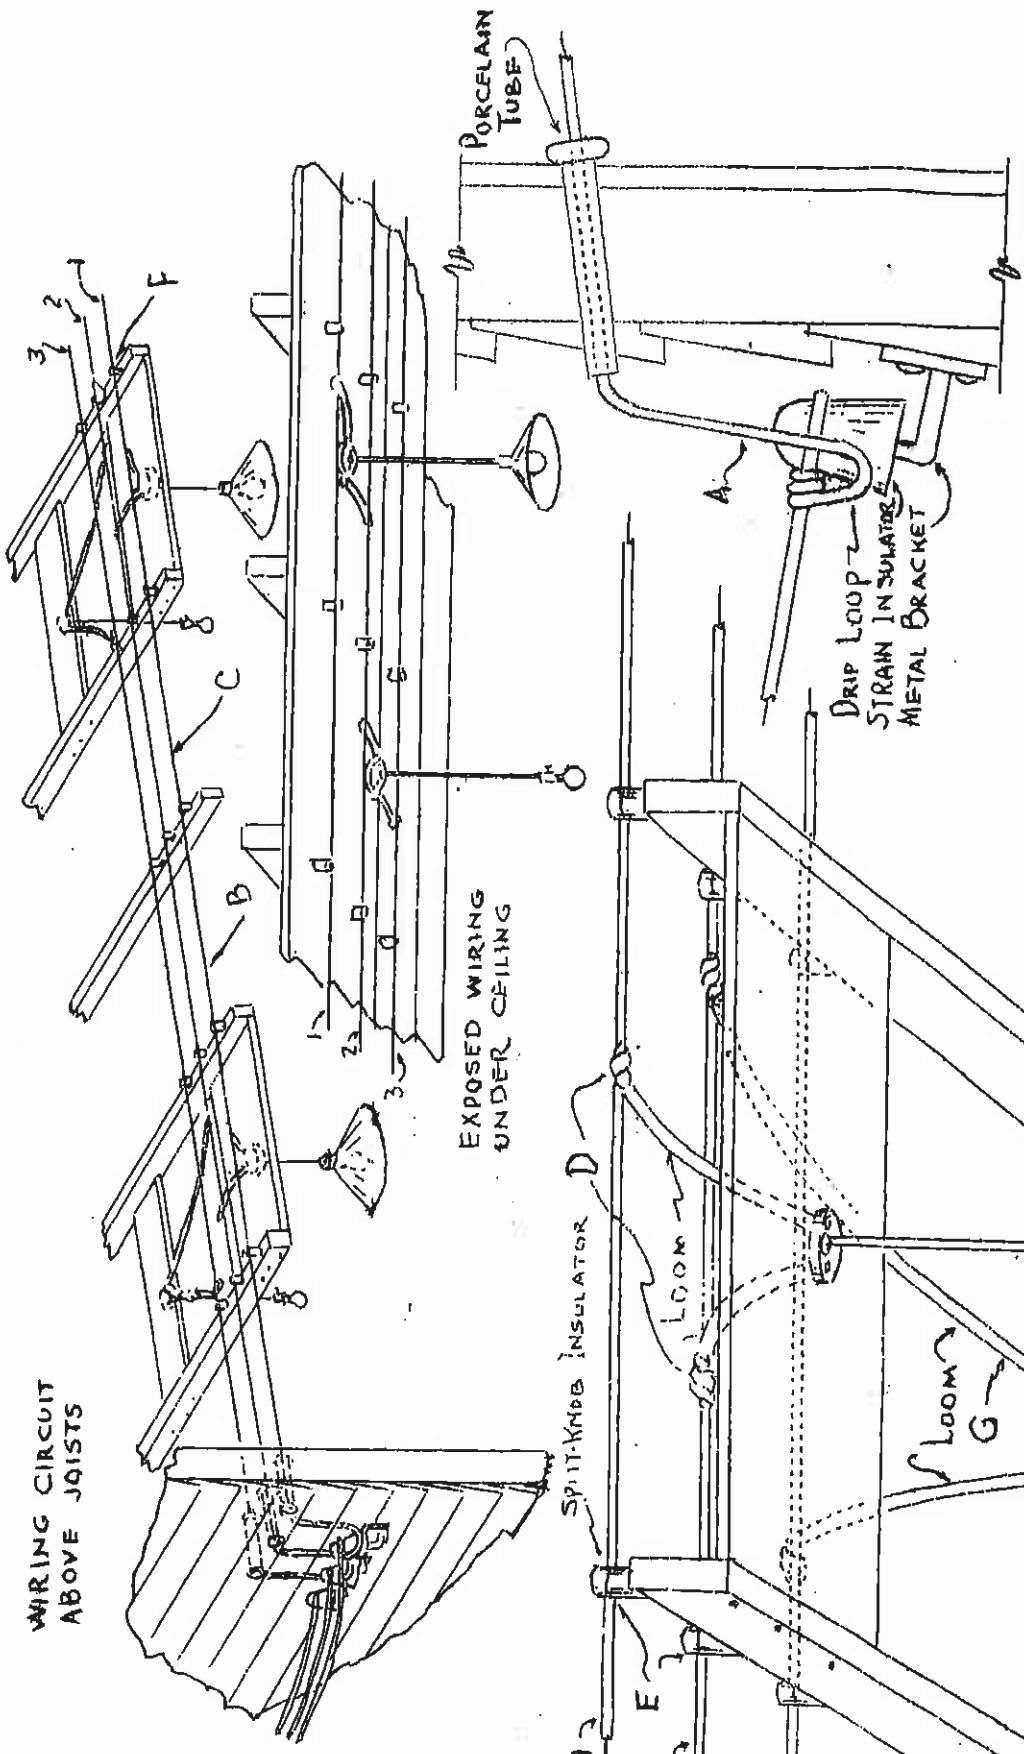 WIRING CIRCUIT
ABOVE JOISTS
3
2
1
F
C
B
1
2
3
EXPOSED WIRING
UNDER CEILING
PORCELAIN
TUBE
A
DRIP LOOP
STRAIN INSULATOR
METAL BRACKET
SPLIT-KNOB INSULATOR
D
LOOM
E
LOOM
G